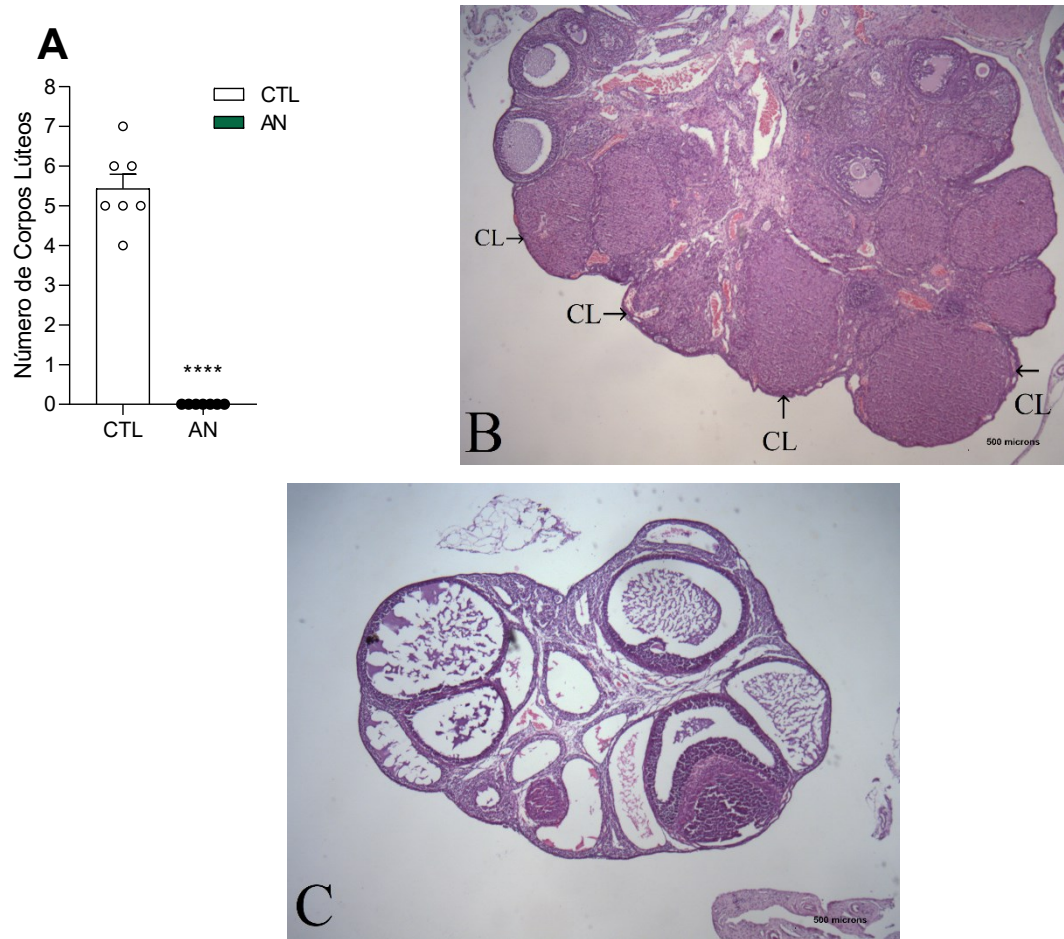 A
Número de Corpos Lúteos
8
7
6
5
4
3
2
1
0
CTL
AN
****
CTL
AN
CL→
CL→
CL
CL
B
500 microns
C
500 microns